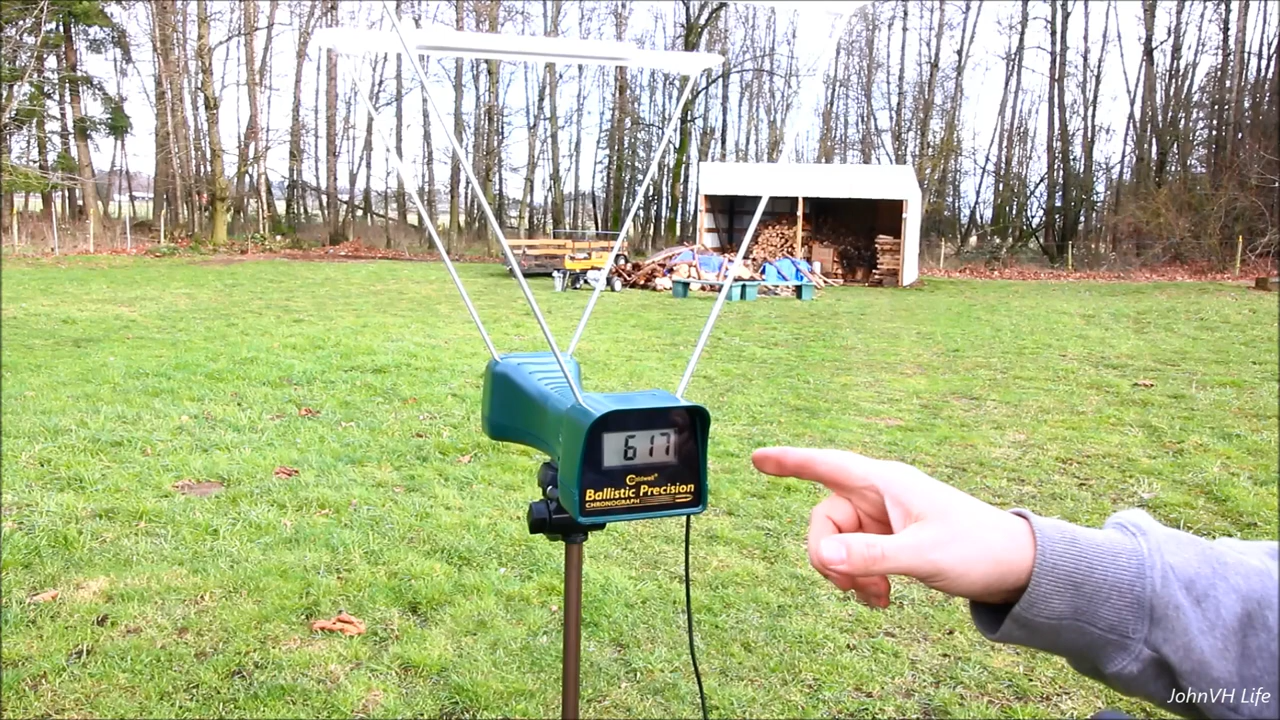 617
Caldwell®
Ballistic Precision
CHRONOGRAPH
JohnVH Life